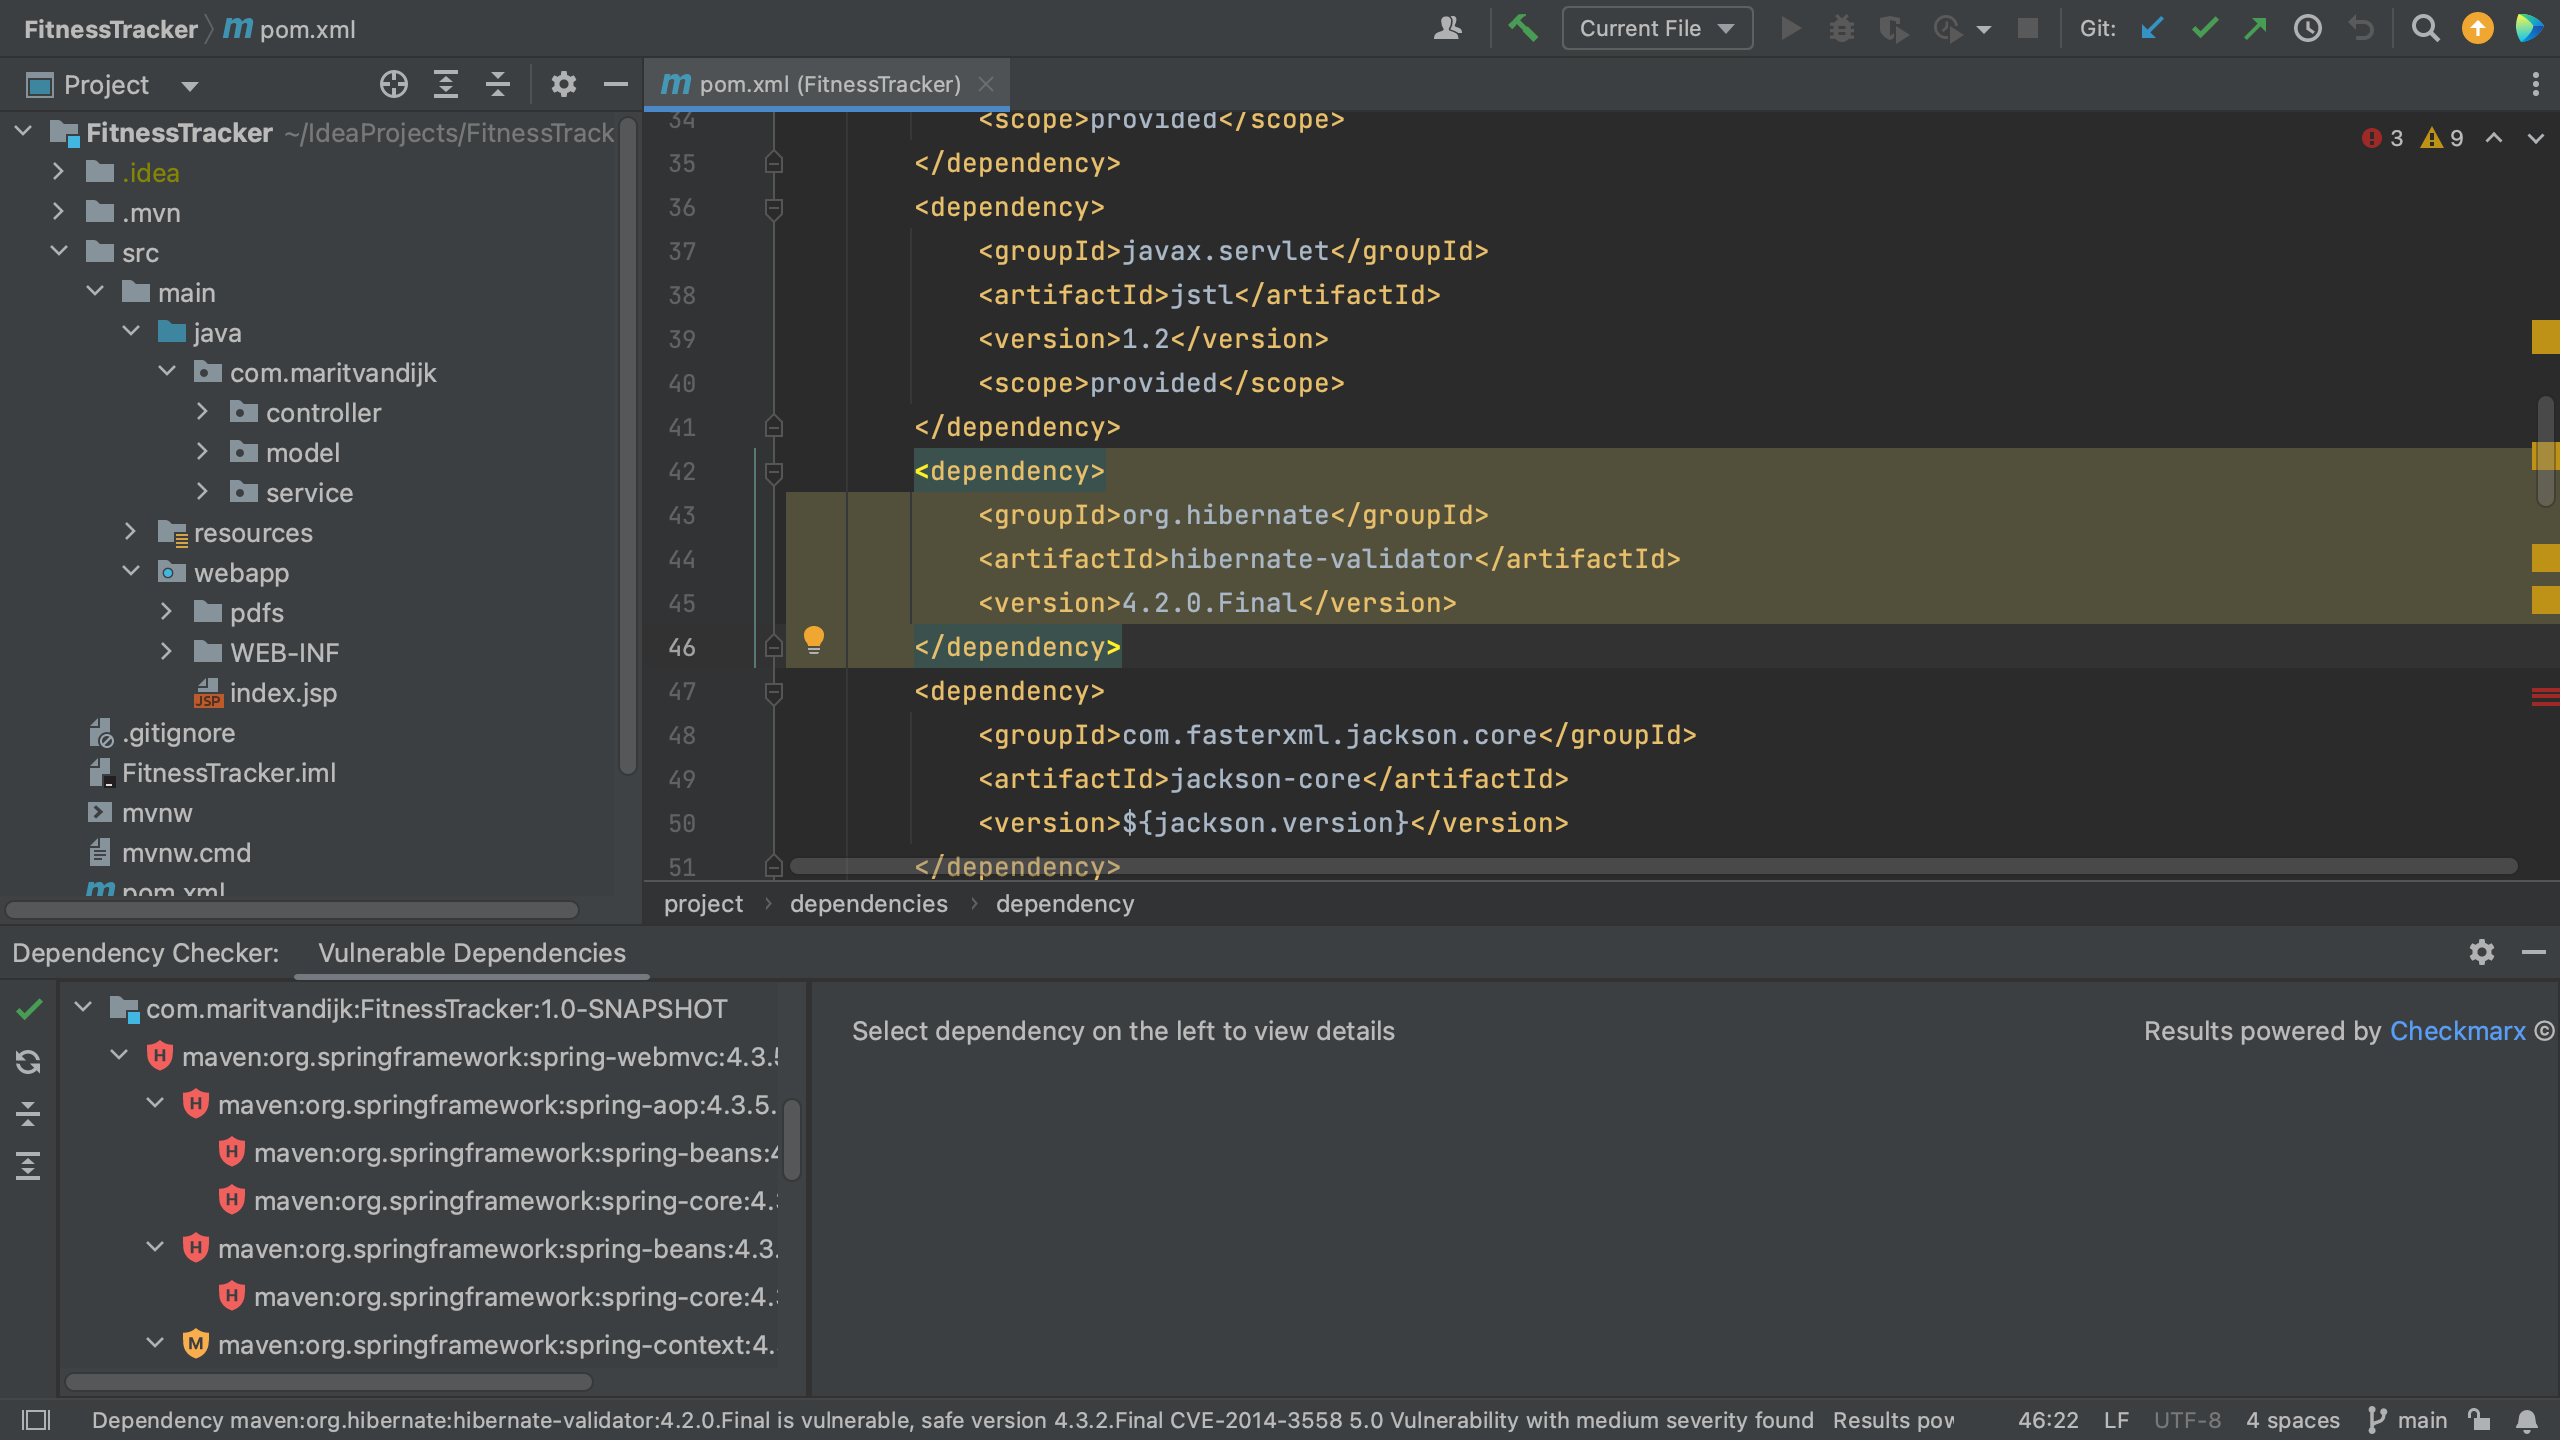 FitnessTracker
pom.xml
Current File
Git:
Project
pom.xml (FitnessTracker)
FitnessTracker ~/IdeaProjects/FitnessTrack
.idea
.mvn
src
main
java
com.maritvandijk
controller
model
service
resources
webapp
pdfs
WEB-INF
index.jsp
.gitignore
FitnessTracker.iml
mvnw
mvnw.cmd
pom.xml
3 9
34 <scope>provided</scope>
35 </dependency>
36 <dependency>
37 <groupId>javax.servlet</groupId>
38 <artifactId>jstl</artifactId>
39 <version>1.2</version>
40 <scope>provided</scope>
41 </dependency>
42 <dependency>
43 <groupId>org.hibernate</groupId>
44 <artifactId>hibernate-validator</artifactId>
45 <version>4.2.0.Final</version>
46 </dependency>
47 <dependency>
48 <groupId>com.fasterxml.jackson.core</groupId>
49 <artifactId>jackson-core</artifactId>
50 <version>${jackson.version}</version>
51 </dependency>
project › dependencies › dependency
Dependency Checker: Vulnerable Dependencies
com.maritvandijk:FitnessTracker:1.0-SNAPSHOT
H maven:org.springframework:spring-webmvc:4.3.5
H maven:org.springframework:spring-aop:4.3.5.
H maven:org.springframework:spring-beans:4
H maven:org.springframework:spring-core:4.3
H maven:org.springframework:spring-beans:4.3.
H maven:org.springframework:spring-core:4.3
M maven:org.springframework:spring-context:4.
Select dependency on the left to view details
Results powered by Checkmarx ©
Dependency maven:org.hibernate:hibernate-validator:4.2.0.Final is vulnerable, safe version 4.3.2.Final CVE-2014-3558 5.0 Vulnerability with medium severity found Results pow
46:22 LF UTF-8 4 spaces main